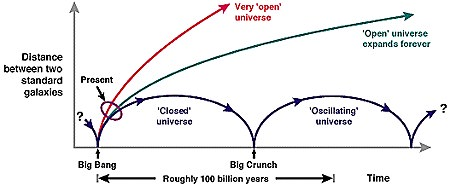 Very 'open'
universe
'Open' universe
expands forever
Distance
between two
standard
galaxies
Present
?
'Closed'
universe
'Oscillating'
universe
?
Big Bang
Big Crunch
Time
Roughly 100 billion years